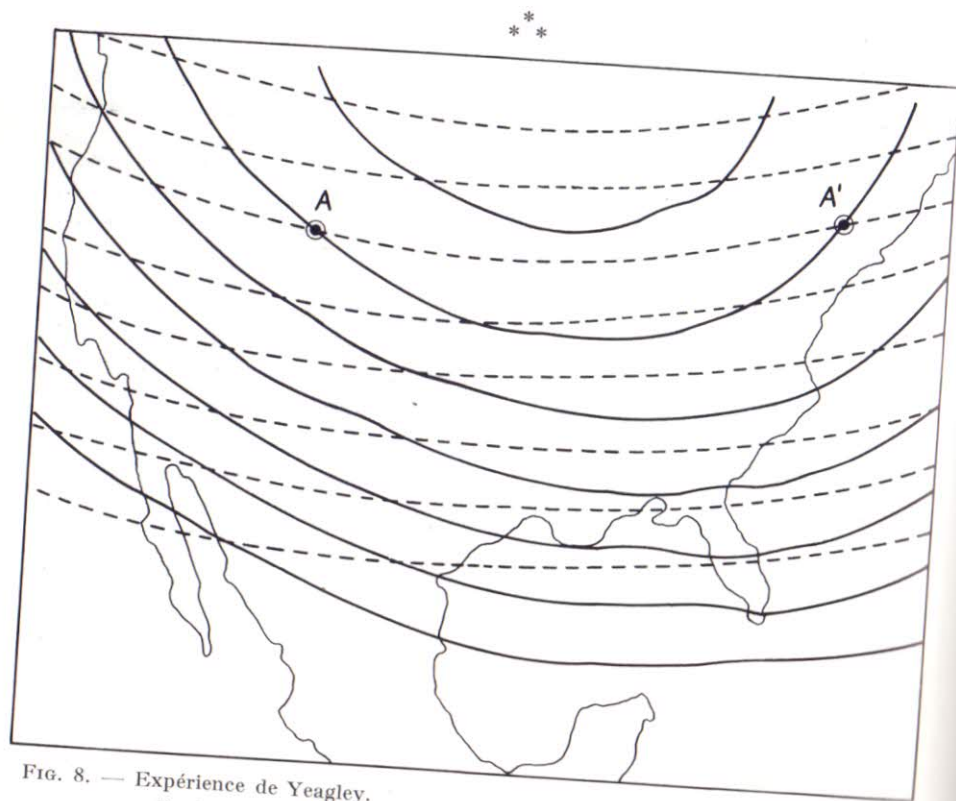 * * *
A
A'
FIG. 8. — Expérience de Yeagley.